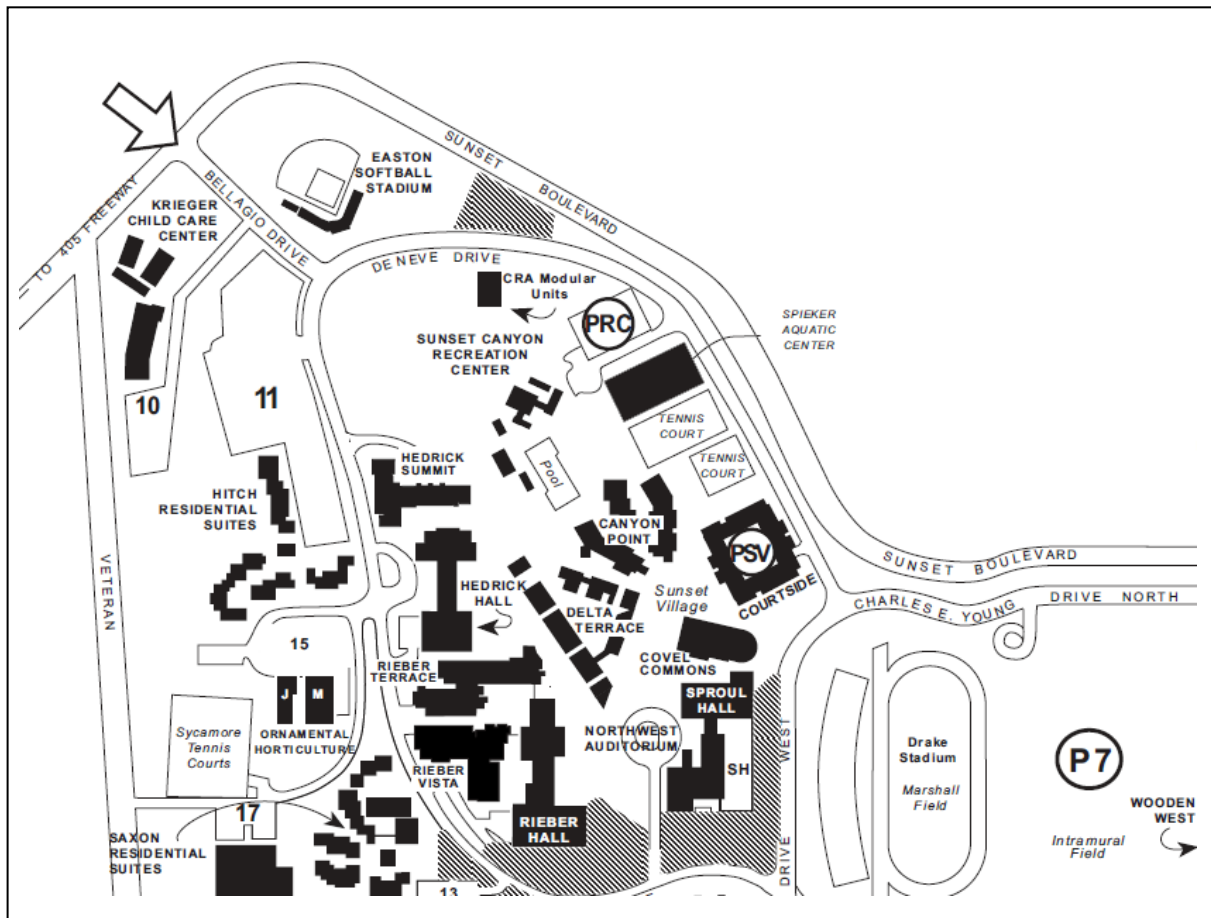 SUNSET
BOULEVARD
EASTON
SOFTBALL
STADIUM
TO 405 FREEWAY
BELLAGIO DRIVE
KRIEGER
CHILD CARE
CENTER
DE NEVE DRIVE
CRA Modular
Units
PRC
SPIEKER
AQUATIC
CENTER
SUNSET CANYON
RECREATION
CENTER
10
11
TENNIS
COURT
TENNIS
COURT
HEDRICK
SUMMIT
Pool
HITCH
RESIDENTIAL
SUITES
CANYON
POINT
PSV
COURTSIDE
SUNSET BOULEVARD
VETERAN
HEDRICK
HALL
Sunset
Village
CHARLES E. YOUNG
DRIVE NORTH
DELTA
TERRACE
15
COVEL
COMMONS
RIEBER
TERRACE
J
M
SPROUL
HALL
ORNAMENTAL
HORTICULTURE
Sycamore
Tennis
Courts
NORTHWEST
AUDITORIUM
WEST
DRIVE
Drake
Stadium
Marshall
Field
P 7
RIEBER
VISTA
SH
WOODEN
WEST
17
RIEBER
HALL
Intramural
Field
SAXON
RESIDENTIAL
SUITES
13